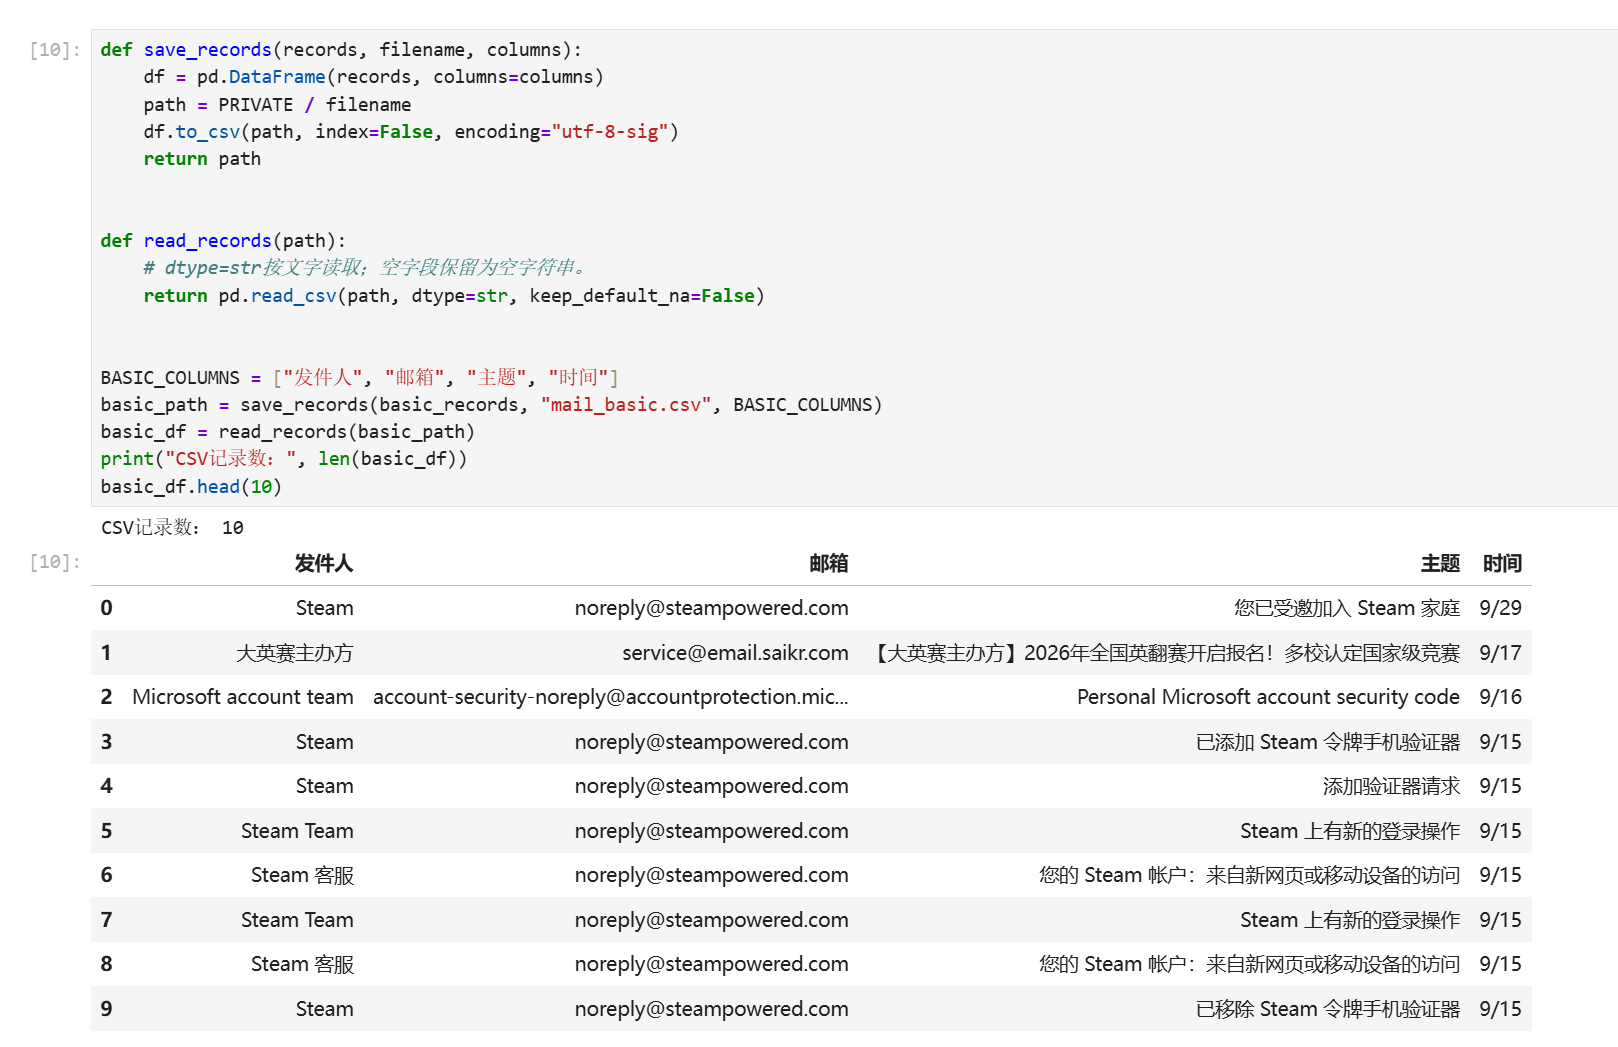 [10]: def save_records(records, filename, columns):
    df = pd.DataFrame(records, columns=columns)
    path = PRIVATE / filename
    df.to_csv(path, index=False, encoding="utf-8-sig")
    return path
def read_records(path):
    # dtype=str按文字读取；空字段保留为空字符串。
    return pd.read_csv(path, dtype=str, keep_default_na=False)
BASIC_COLUMNS = ["发件人", "邮箱", "主题", "时间"]
basic_path = save_records(basic_records, "mail_basic.csv", BASIC_COLUMNS)
basic_df = read_records(basic_path)
print("CSV记录数：", len(basic_df))
basic_df.head(10)
CSV记录数： 10
[10]: 发件人 邮箱 主题 时间
0 Steam noreply@steampowered.com 您已受邀加入 Steam 家庭 9/29
1 大英赛主办方 service@email.saikr.com 【大英赛主办方】2026年全国英翻赛开启报名！多校认定国家级竞赛 9/17
2 Microsoft account team account-security-noreply@accountprotection.mic... Personal Microsoft account security code 9/16
3 Steam noreply@steampowered.com 已添加 Steam 令牌手机验证器 9/15
4 Steam noreply@steampowered.com 添加验证器请求 9/15
5 Steam Team noreply@steampowered.com Steam 上有新的登录操作 9/15
6 Steam 客服 noreply@steampowered.com 您的 Steam 帐户：来自新网页或移动设备的访问 9/15
7 Steam Team noreply@steampowered.com Steam 上有新的登录操作 9/15
8 Steam 客服 noreply@steampowered.com 您的 Steam 帐户：来自新网页或移动设备的访问 9/15
9 Steam noreply@steampowered.com 已移除 Steam 令牌手机验证器 9/15